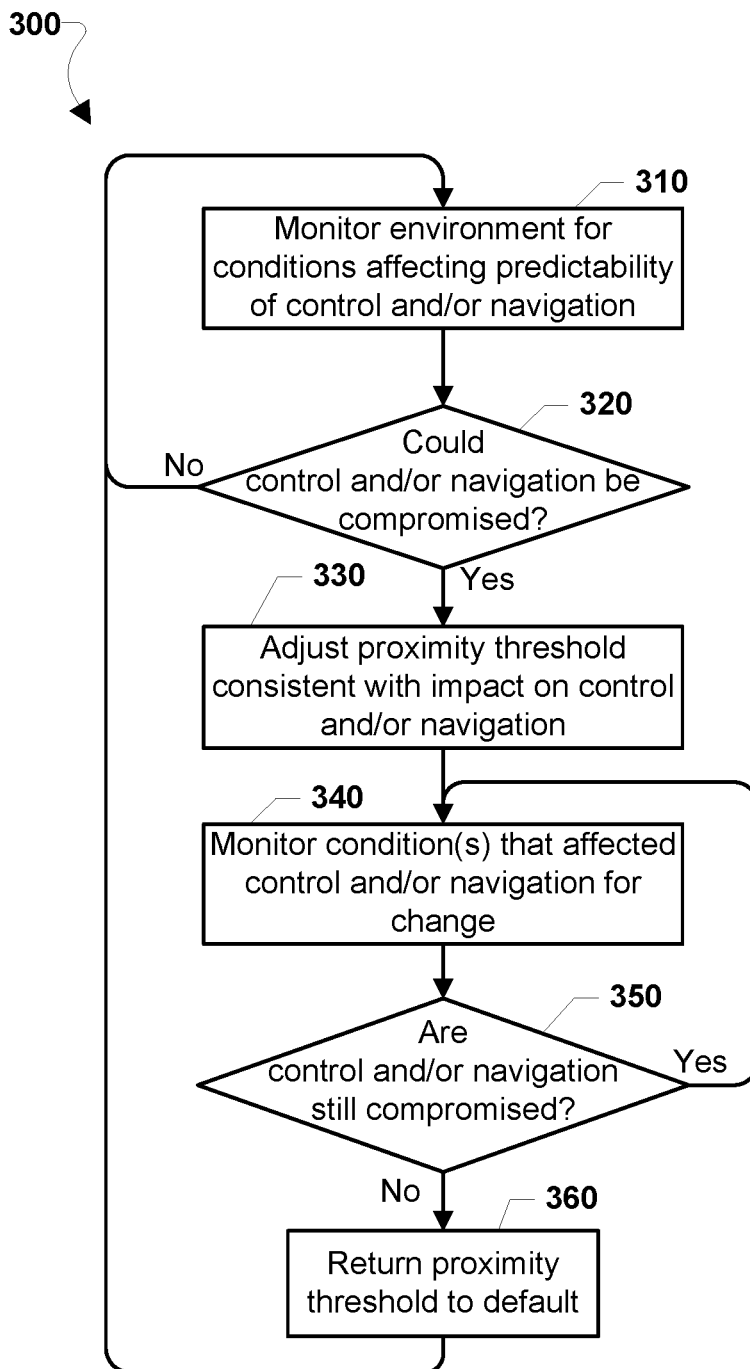 300
310
Monitor environment for
conditions affecting predictability
of control and/or navigation
320
Could
control and/or navigation be
compromised?
No
Yes
330
Adjust proximity threshold
consistent with impact on control
and/or navigation
340
Monitor condition(s) that affected
control and/or navigation for
change
350
Are
control and/or navigation
still compromised?
Yes
No
360
Return proximity
threshold to default